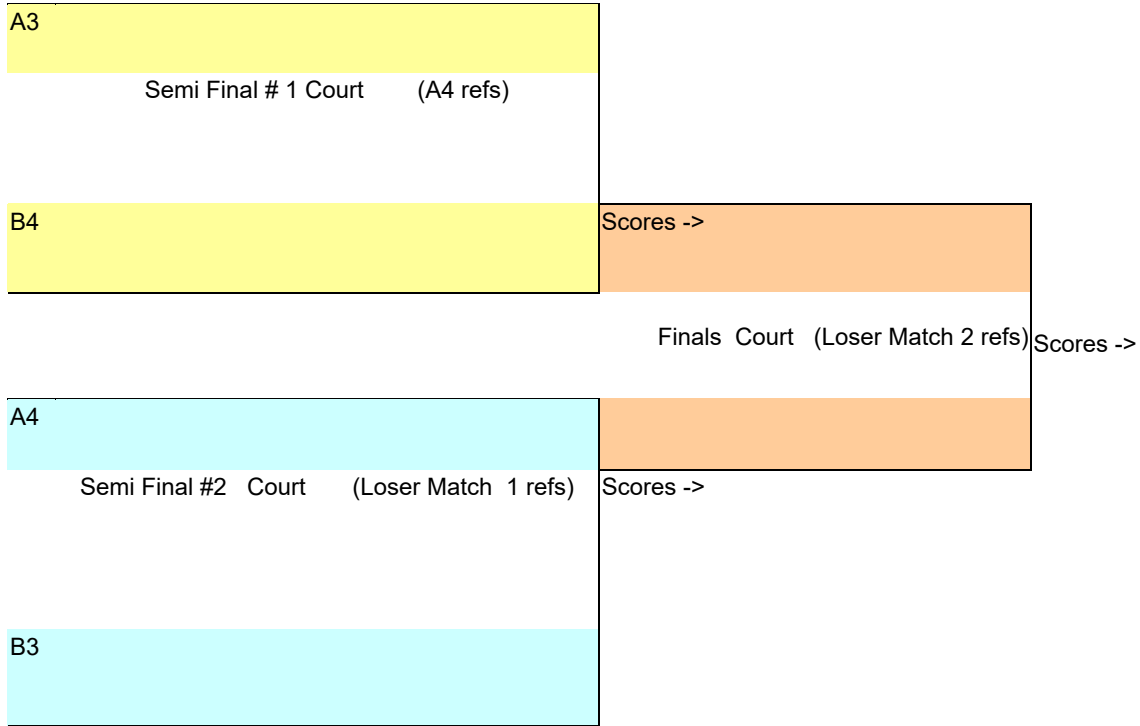 A3
Semi Final # 1 Court (A4 refs)
B4
Scores ->
Finals Court (Loser Match 2 refs)
Scores ->
A4
Semi Final #2 Court (Loser Match 1 refs)
Scores ->
B3